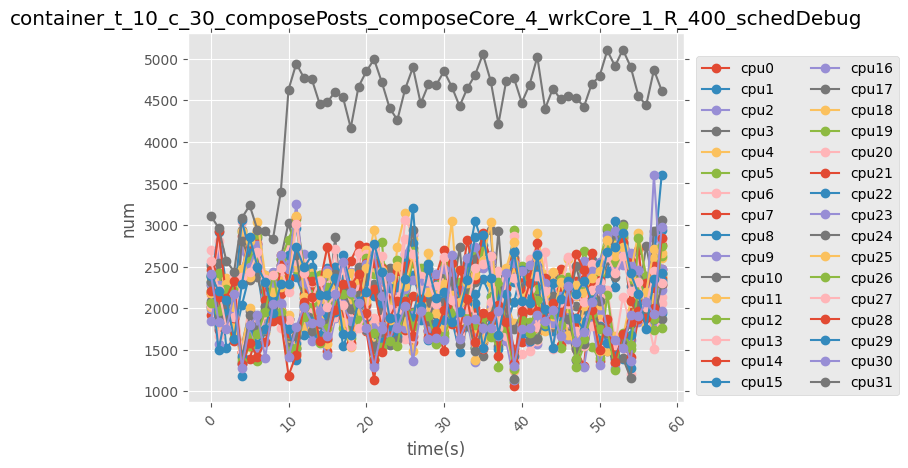 container_t_10_c_30_composePosts_composeCore_4_wrkCore_1_R_400_schedDebug
5000
4500
4000
3500
3000
2500
2000
1500
1000
num
0
10
20
30
40
50
60
time(s)
cpu0
cpu1
cpu2
cpu3
cpu4
cpu5
cpu6
cpu7
cpu8
cpu9
cpu10
cpu11
cpu12
cpu13
cpu14
cpu15
cpu16
cpu17
cpu18
cpu19
cpu20
cpu21
cpu22
cpu23
cpu24
cpu25
cpu26
cpu27
cpu28
cpu29
cpu30
cpu31